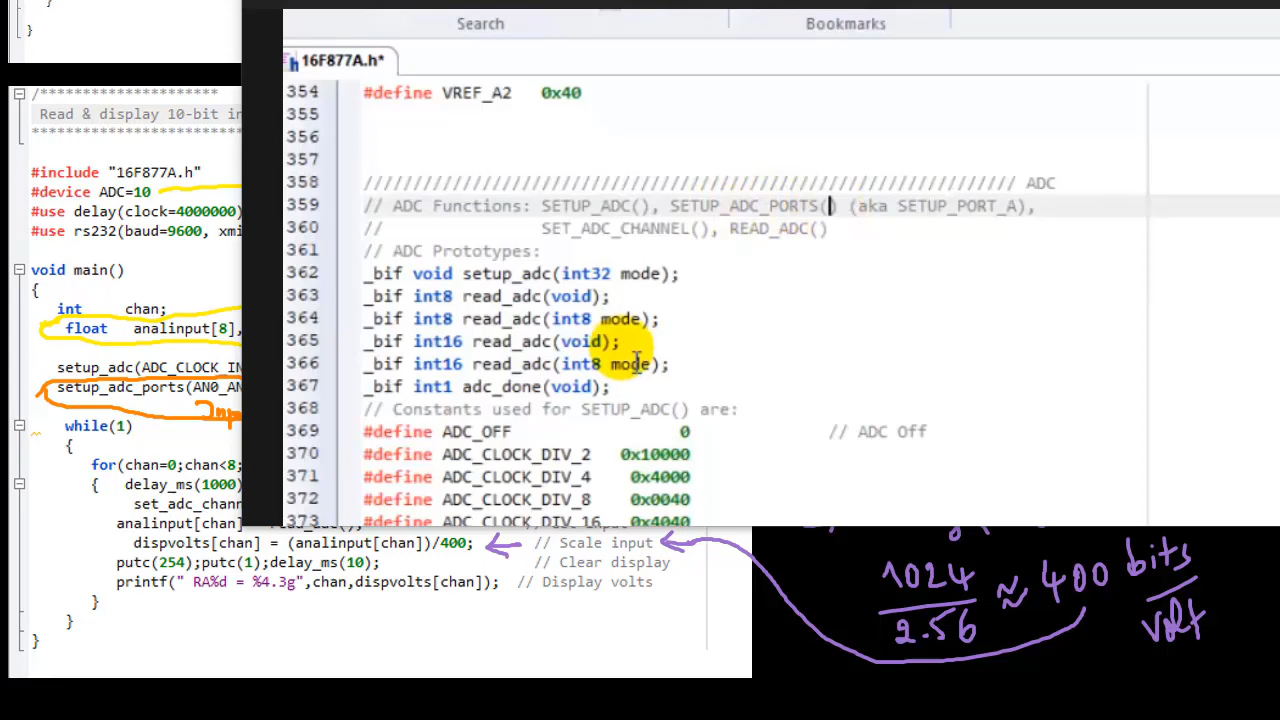 }
}
/*********************
Read & display 10-bit in
#include "16F877A.h"
#device ADC=10
#use delay(clock=4000000)
#use rs232(baud=9600, xmi
void main()
{
int chan;
float analinput[8],
setup_adc(ADC_CLOCK_IN
setup_adc_ports(AN0_AN
Inp
while(1)
{
for(chan=0;chan<8;
{ delay_ms(1000)
set_adc_chann
analinput[chan]
dispvolts[chan] = (analinput[chan])/400; // Scale input
putc(254);putc(1);delay_ms(10); // Clear display
printf(" RA%d = %4.3g",chan,dispvolts[chan]); // Display volts
}
}
}
Search Bookmarks
16F877A.h*
354 #define VREF_A2 0x40
355
356
357
358 ////////////////////////////////////////////////////////////////// ADC
359 // ADC Functions: SETUP_ADC(), SETUP_ADC_PORTS() (aka SETUP_PORT_A),
360 // SET_ADC_CHANNEL(), READ_ADC()
361 // ADC Prototypes:
362 _bif void setup_adc(int32 mode);
363 _bif int8 read_adc(void);
364 _bif int8 read_adc(int8 mode);
365 _bif int16 read_adc(void);
366 _bif int16 read_adc(int8 mode);
367 _bif int1 adc_done(void);
368 // Constants used for SETUP_ADC() are:
369 #define ADC_OFF 0 // ADC Off
370 #define ADC_CLOCK_DIV_2 0x10000
371 #define ADC_CLOCK_DIV_4 0x4000
372 #define ADC_CLOCK_DIV_8 0x0040
373 #define ADC_CLOCK_DIV_16 0x4040
1024
2.56
≈ 400 bits
volt